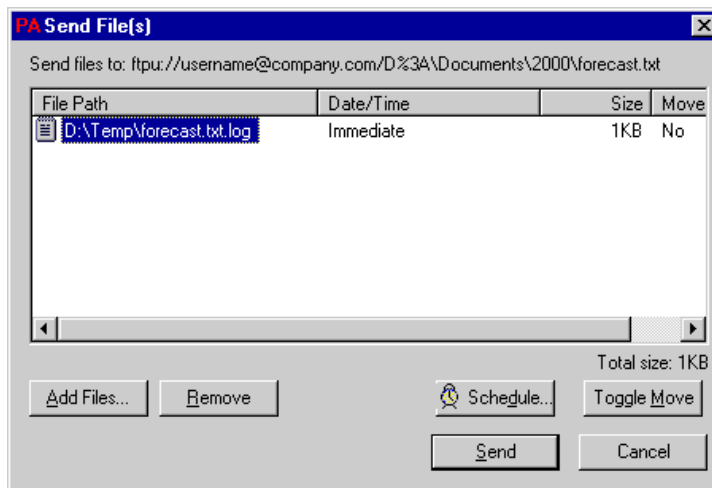 PA Send File(s)
Send files to: ftpu://username@company.com/D%3A\Documents\2000\forecast.txt
File Path Date/Time Size Move
D:\Temp\forecast.txt.log Immediate 1KB No
Total size: 1KB
Add Files... Remove Schedule... Toggle Move
Send Cancel